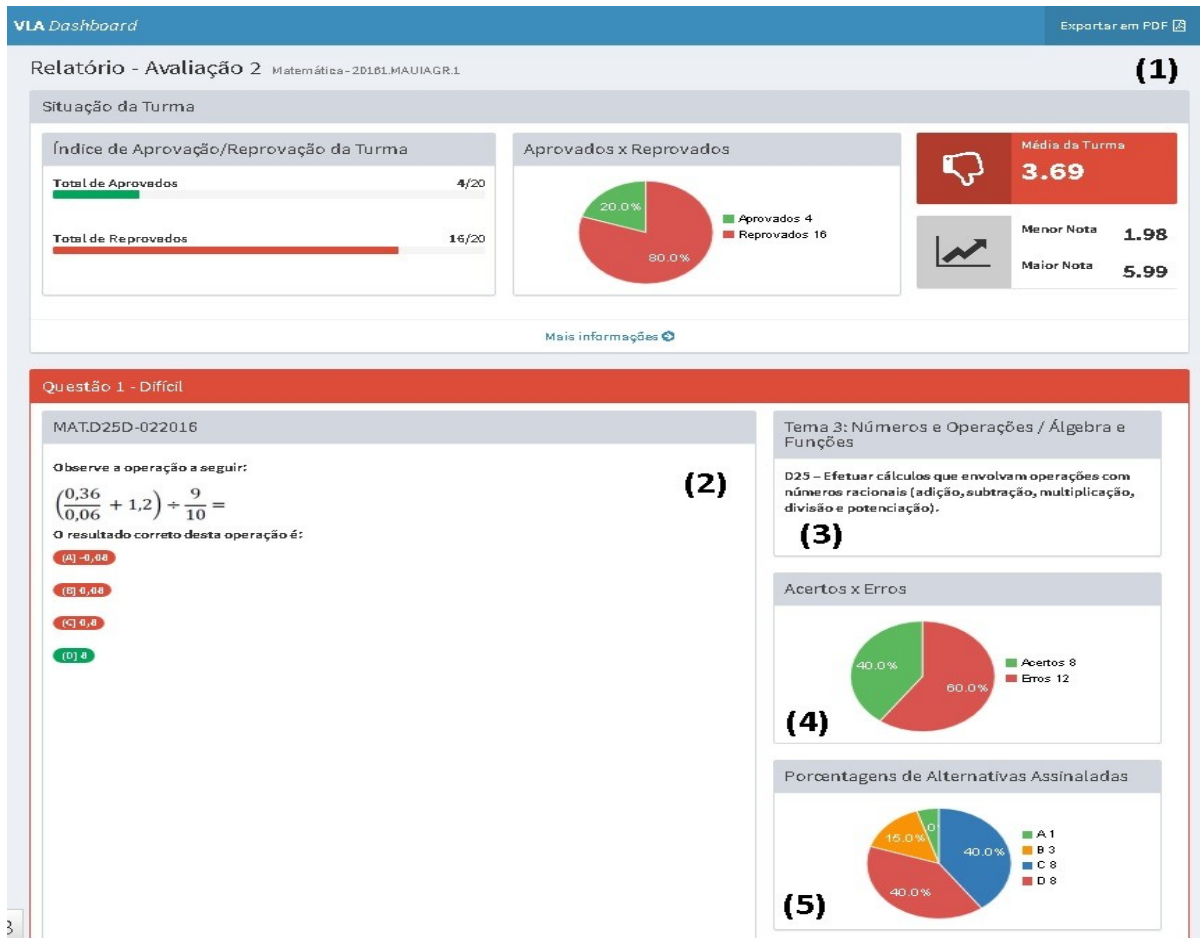 VLA Dashboard
Exportar em PDF
Relatório - Avaliação 2 Matemática - 20161.MAUIAGR.1
(1)
Situação da Turma
Índice de Aprovação/Reprovação da Turma
Total de Aprovados 4/20
Total de Reprovados 16/20
Aprovados x Reprovados
20.0%
80.0%
Aprovados 4
Reprovados 16
Média da Turma
3.69
Menor Nota 1.98
Maior Nota 5.99
Mais informações
Questão 1 - Difícil
MAT.D25D-022016
Observe a operação a seguir:
(0,36/0,06 + 1,2) ÷ 9/10 =
O resultado correto desta operação é:
(A) -0,08
(B) 0,08
(C) 0,8
(D) 8
(2)
Tema 3: Números e Operações / Álgebra e
Funções
D25 – Efetuar cálculos que envolvam operações com
números racionais (adição, subtração, multiplicação,
divisão e potenciação).
(3)
Acertos x Erros
40.0%
60.0%
Acertos 8
Erros 12
(4)
Porcentagens de Alternativas Assinaladas
15.0%
0
40.0%
40.0%
A 1
B 3
C 8
D 8
(5)